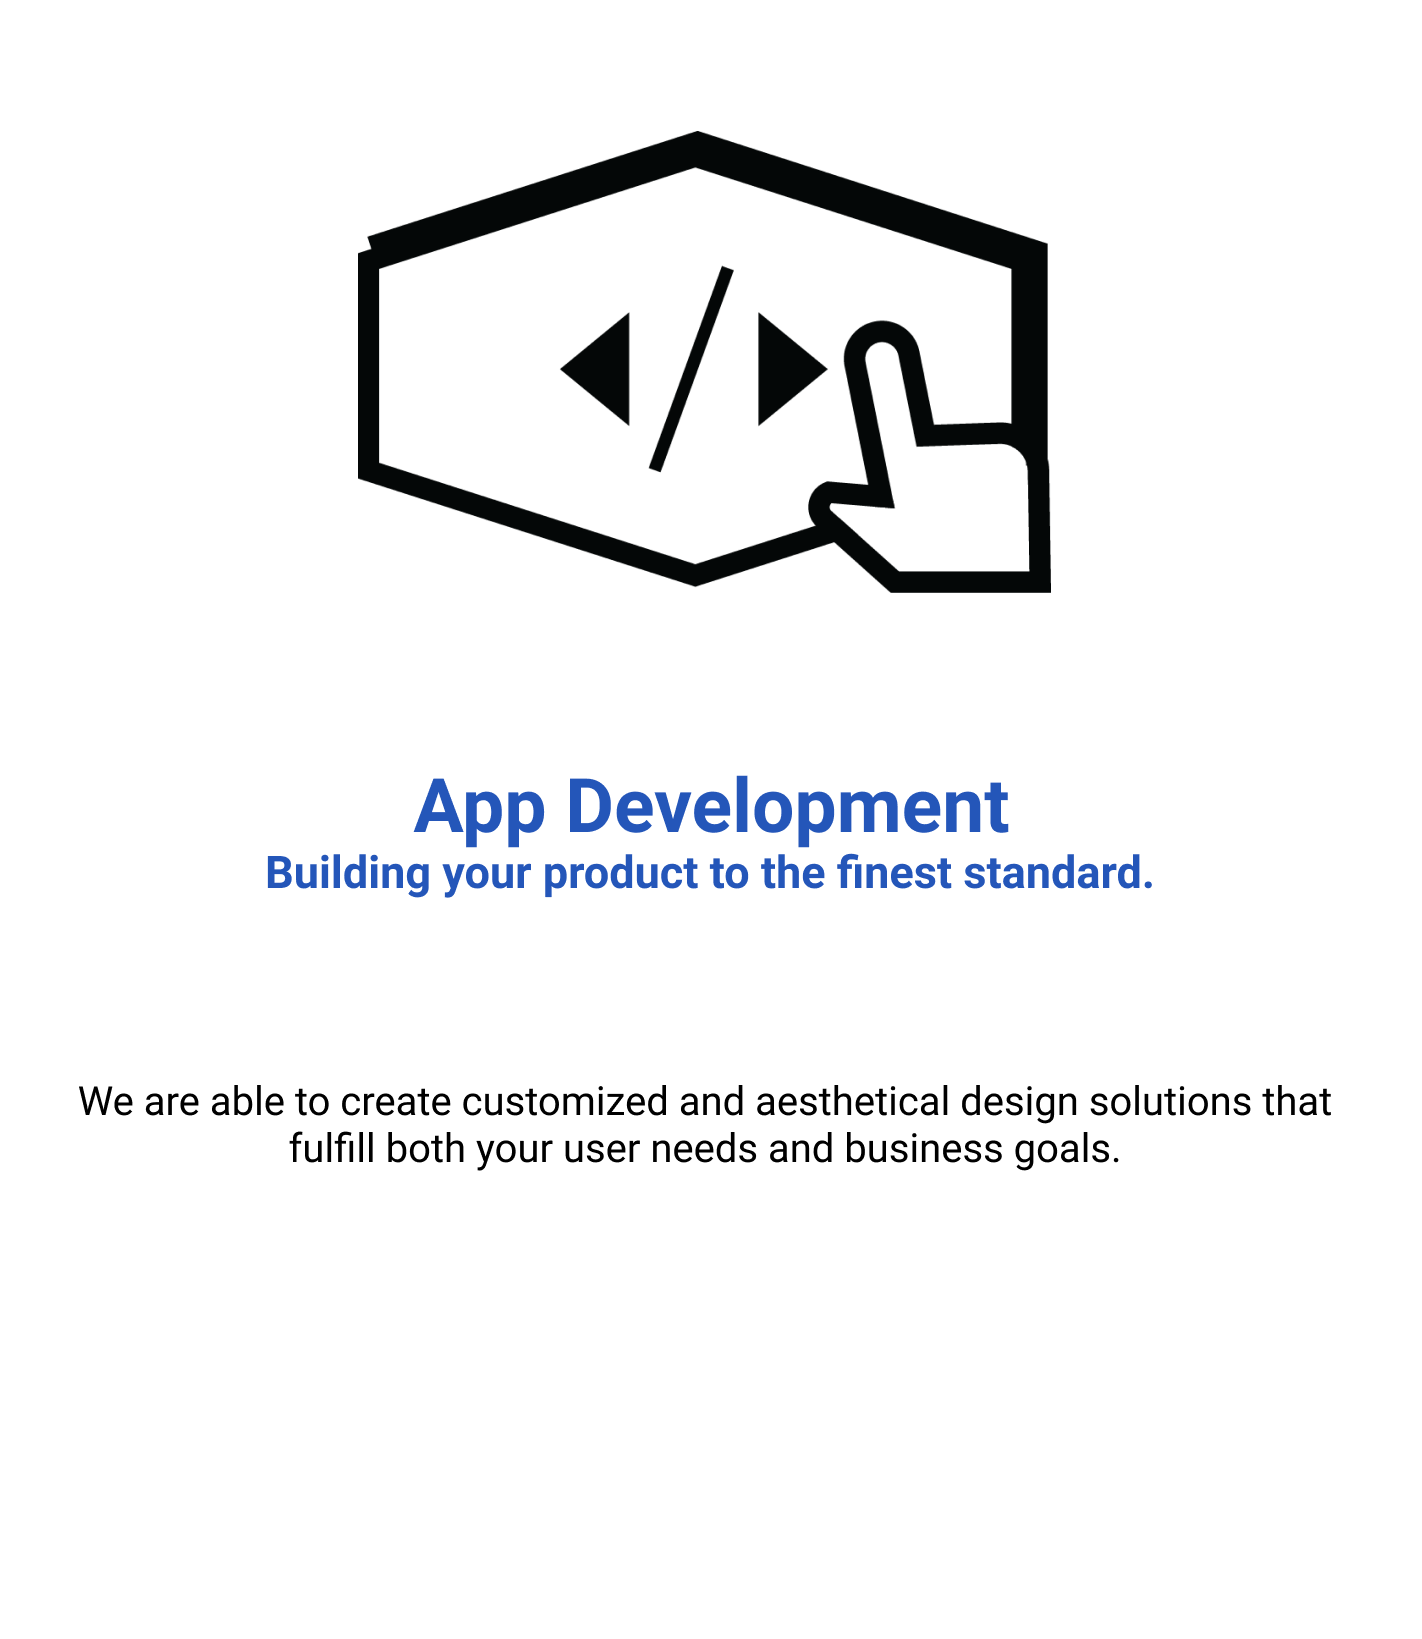 App Development
Building your product to the finest standard.
We are able to create customized and aesthetical design solutions that
fulfill both your user needs and business goals.